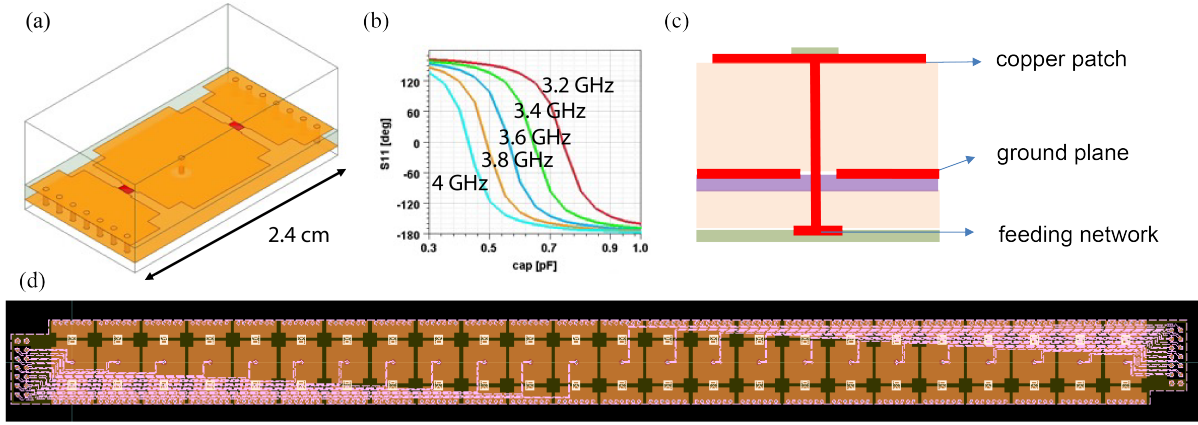 (a)
2.4 cm
(b)
S11 [deg]
120
60
0
-60
-120
-180
3.2 GHz
3.4 GHz
3.6 GHz
3.8 GHz
4 GHz
0.3
0.5
0.7
0.9
1.0
cap [pF]
(c)
copper patch
ground plane
feeding network
(d)